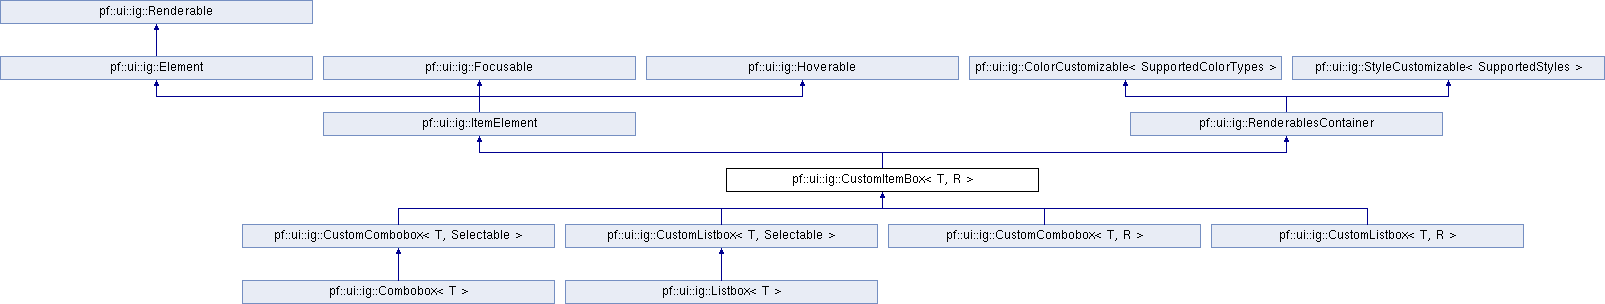 pf::ui::ig::Renderable
pf::ui::ig::Element
pf::ui::ig::Focusable
pf::ui::ig::Hoverable
pf::ui::ig::ColorCustomizable< SupportedColorTypes >
pf::ui::ig::StyleCustomizable< SupportedStyles >
pf::ui::ig::ItemElement
pf::ui::ig::RenderablesContainer
pf::ui::ig::CustomItemBox< T, R >
pf::ui::ig::CustomCombobox< T, Selectable >
pf::ui::ig::CustomListbox< T, Selectable >
pf::ui::ig::CustomCombobox< T, R >
pf::ui::ig::CustomListbox< T, R >
pf::ui::ig::Combobox< T >
pf::ui::ig::Listbox< T >